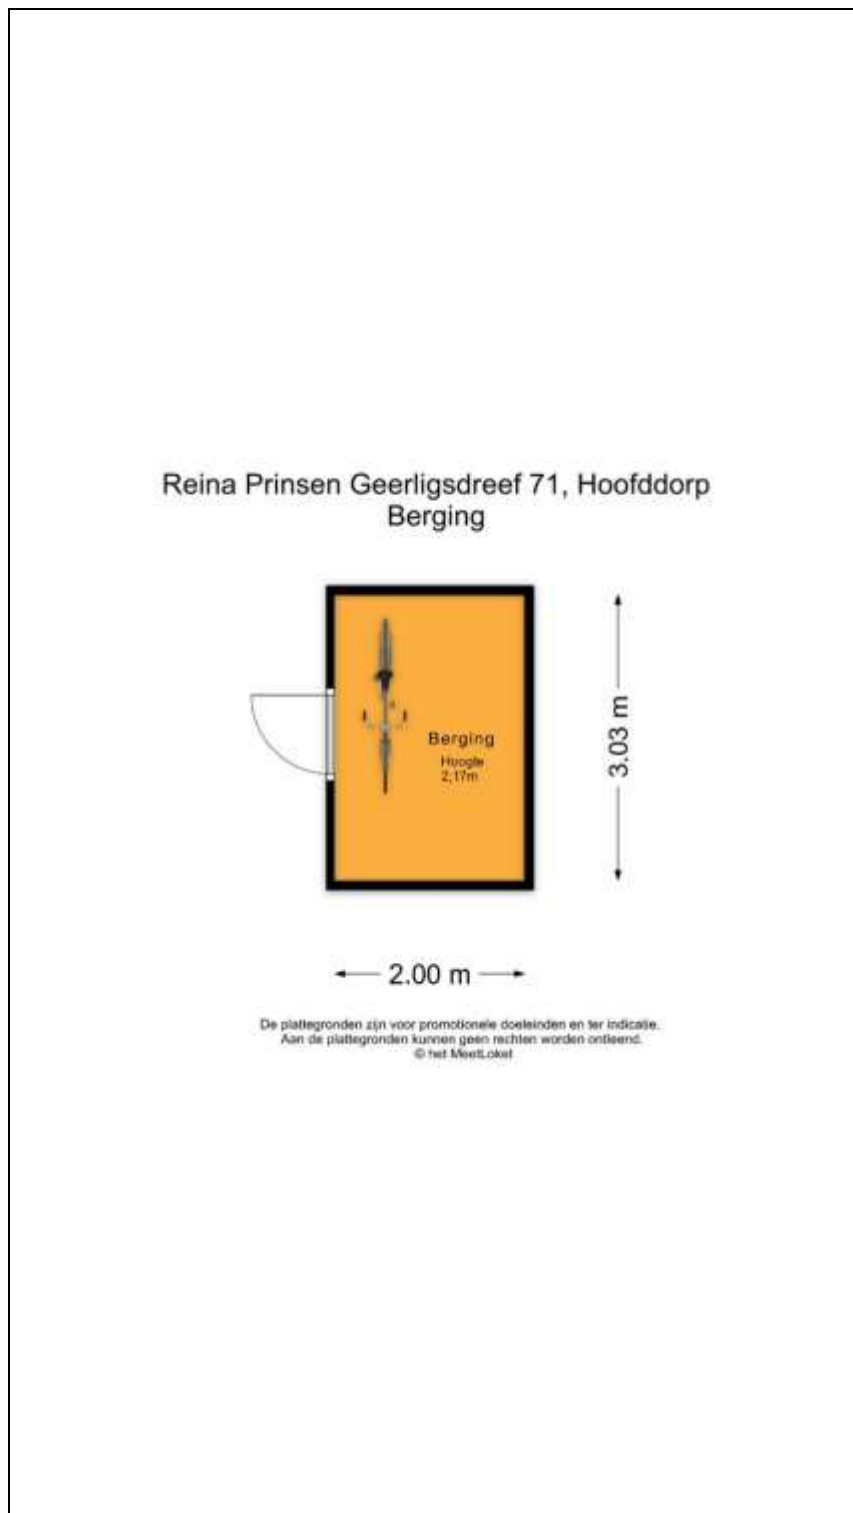 Reina Prinsen Geerligsdreef 71, Hoofddorp
Berging
Berging
Hoogte
2,17m
3.03 m
2.00 m
De plattegronden zijn voor promotionele doeleinden en ter indicatie.
Aan de plattegronden kunnen geen rechten worden ontleend.
© het MeetLoket